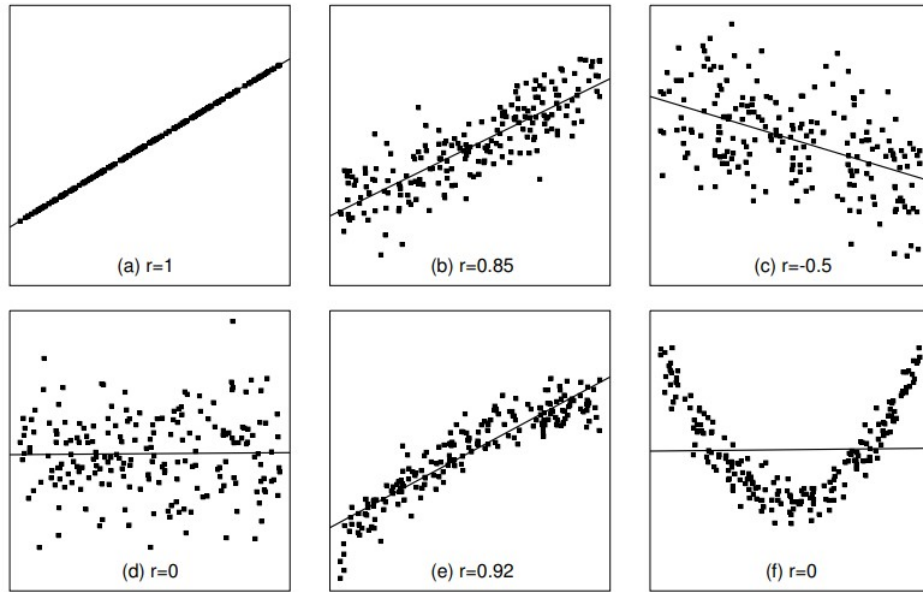 (a) r=1
(b) r=0.85
(c) r=-0.5
(d) r=0
(e) r=0.92
(f) r=0